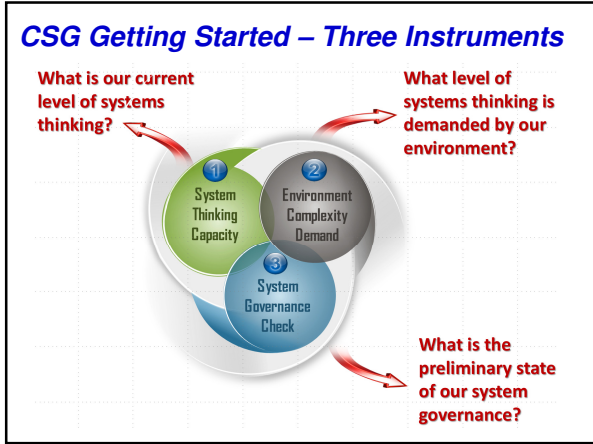 CSG Getting Started – Three Instruments
What is our current
level of systems
thinking?
What level of
systems thinking is
demanded by our
environment?
1
System
Thinking
Capacity
2
Environment
Complexity
Demand
3
System
Governance
Check
What is the
preliminary state
of our system
governance?